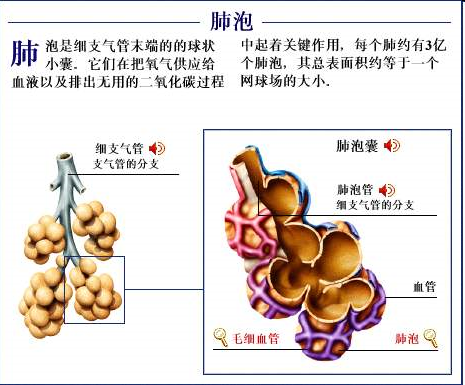 肺泡
肺泡是细支气管末端的的球状
小囊. 它们在把氧气供应给
血液以及排出无用的二氧化碳过程
中起着关键作用, 每个肺约有3亿
个肺泡, 其总表面积约等于一个
网球场的大小.
细支气管
支气管的分支
肺泡囊
肺泡管
细支气管的分支
血管
毛细血管
肺泡